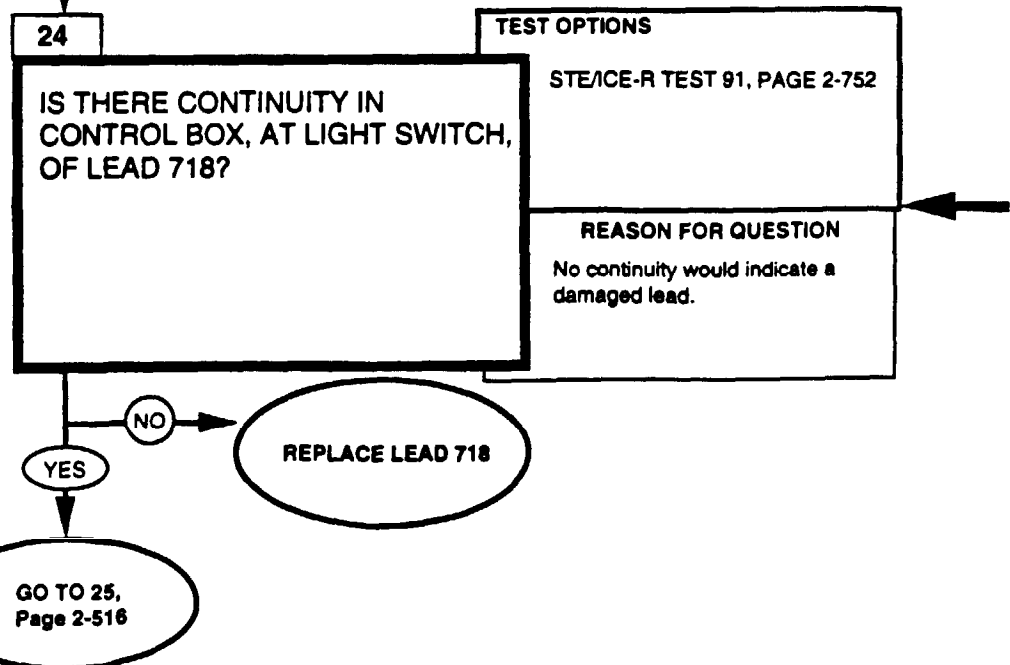 24
IS THERE CONTINUITY IN
CONTROL BOX, AT LIGHT SWITCH,
OF LEAD 718?
TEST OPTIONS
STE/ICE-R TEST 91, PAGE 2-752
REASON FOR QUESTION
No continuity would indicate a
damaged lead.
NO
REPLACE LEAD 718
YES
GO TO 25,
Page 2-516